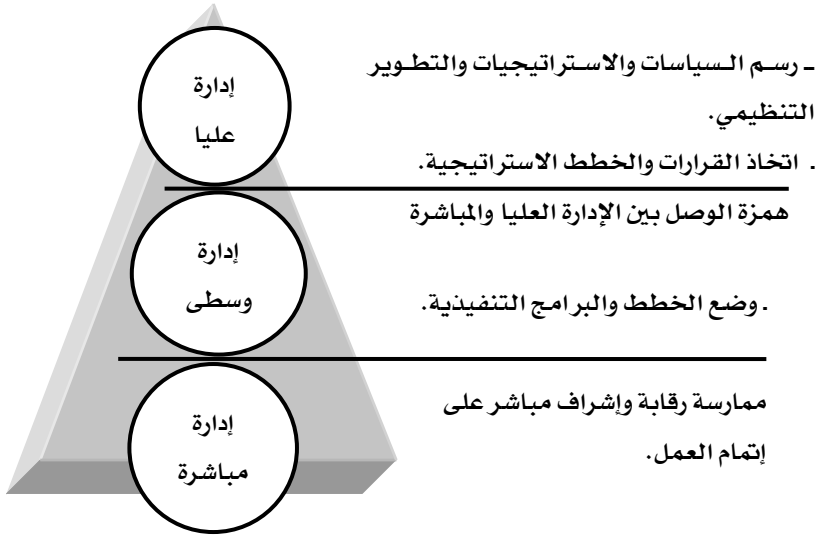 إدارة
عليا
ـ رسم السياسات والاستراتيجيات والتطوير
التنظيمي.
. اتخاذ القرارات والخطط الاستراتيجية.
إدارة
وسطى
همزة الوصل بين الإدارة العليا والمباشرة
. وضع الخطط والبرامج التنفيذية.
إدارة
مباشرة
ممارسة رقابة وإشراف مباشر على
إتمام العمل.